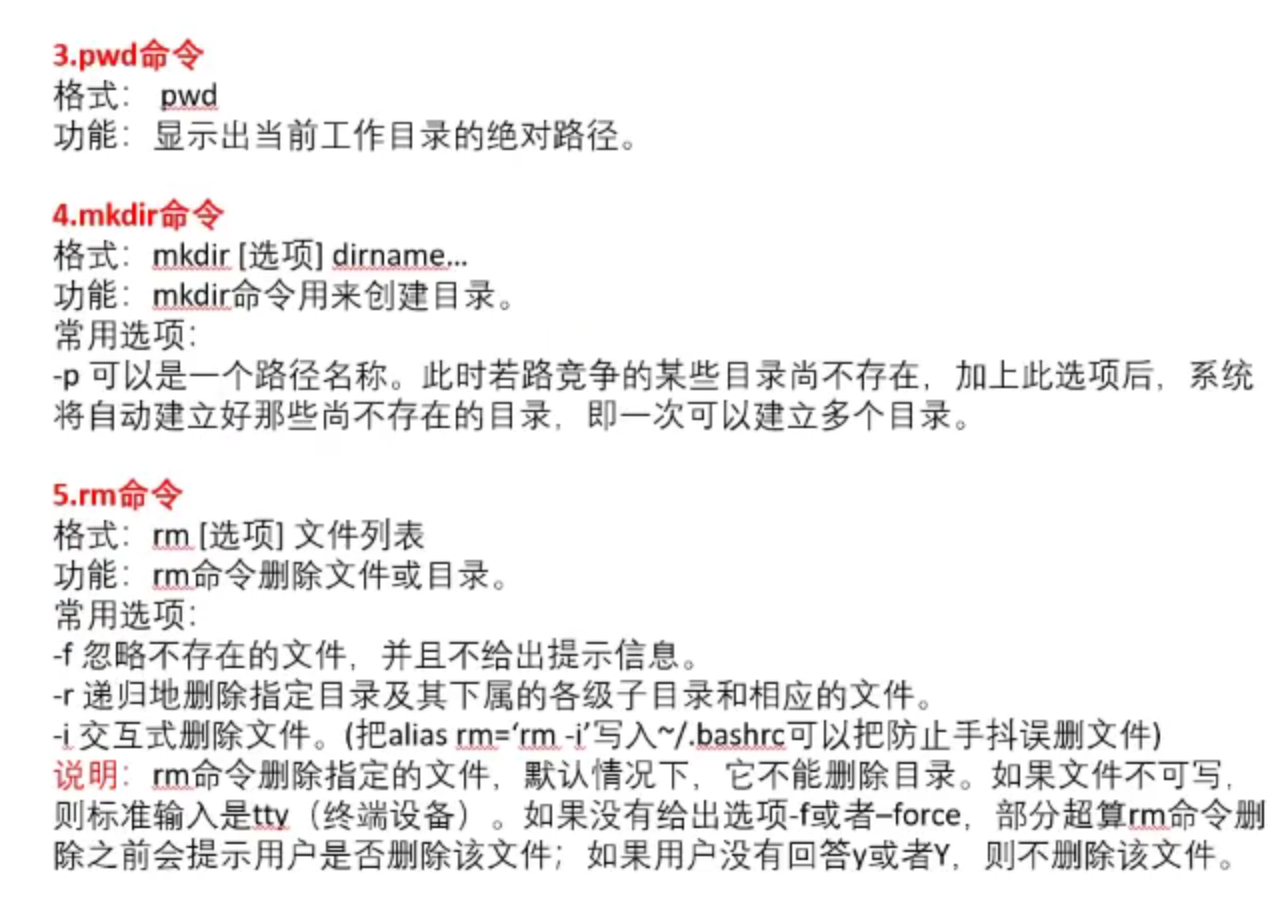 3.pwd命令
格式： pwd
功能：显示出当前工作目录的绝对路径。
4.mkdir命令
格式：mkdir [选项] dirname…
功能：mkdir命令用来创建目录。
常用选项：
-p 可以是一个路径名称。此时若路竞争的某些目录尚不存在，加上此选项后，系统
将自动建立好那些尚不存在的目录，即一次可以建立多个目录。
5.rm命令
格式：rm [选项] 文件列表
功能：rm命令删除文件或目录。
常用选项：
-f 忽略不存在的文件，并且不给出提示信息。
-r 递归地删除指定目录及其下属的各级子目录和相应的文件。
-i 交互式删除文件。(把alias rm=‘rm -i’写入~/.bashrc可以把防止手抖误删文件)
说明：rm命令删除指定的文件，默认情况下，它不能删除目录。如果文件不可写，
则标准输入是tty（终端设备）。如果没有给出选项-f或者–force，部分超算rm命令删
除之前会提示用户是否删除该文件；如果用户没有回答y或者Y，则不删除该文件。